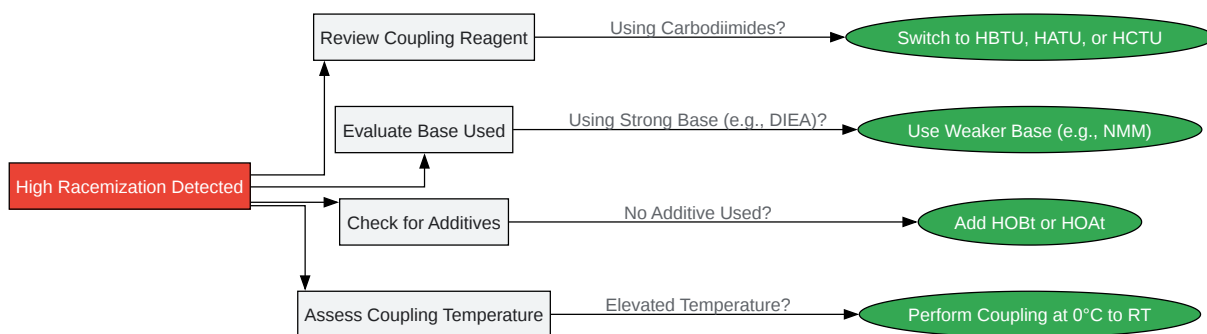 Review Coupling Reagent
Using Carbodiimides?
Switch to HBTU, HATU, or HCTU
Evaluate Base Used
Using Strong Base (e.g., DIEA)?
Use Weaker Base (e.g., NMM)
High Racemization Detected
Check for Additives
No Additive Used?
Add HOBt or HOAt
Assess Coupling Temperature
Elevated Temperature?
Perform Coupling at 0°C to RT